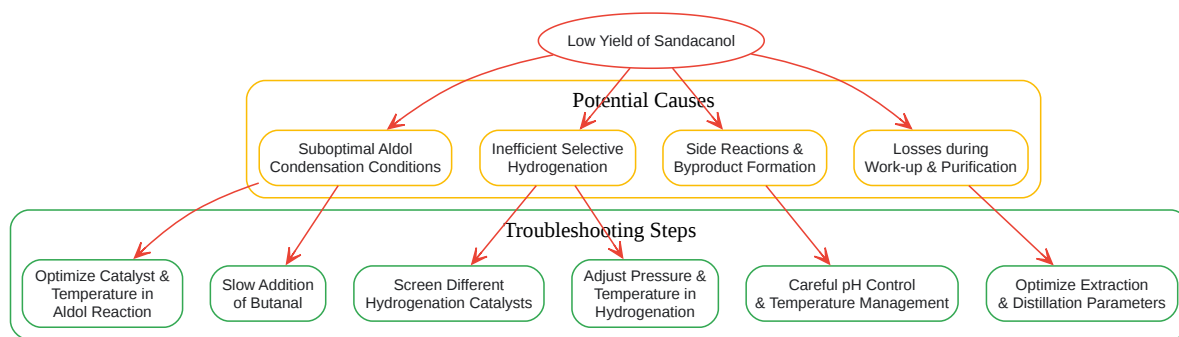 Low Yield of Sandacanol
Potential Causes
Suboptimal Aldol
Condensation Conditions
Inefficient Selective
Hydrogenation
Side Reactions &
Byproduct Formation
Losses during
Work-up & Purification
Troubleshooting Steps
Optimize Catalyst &
Temperature in
Aldol Reaction
Slow Addition
of Butanal
Screen Different
Hydrogenation Catalysts
Adjust Pressure &
Temperature in
Hydrogenation
Careful pH Control
& Temperature Management
Optimize Extraction
& Distillation Parameters